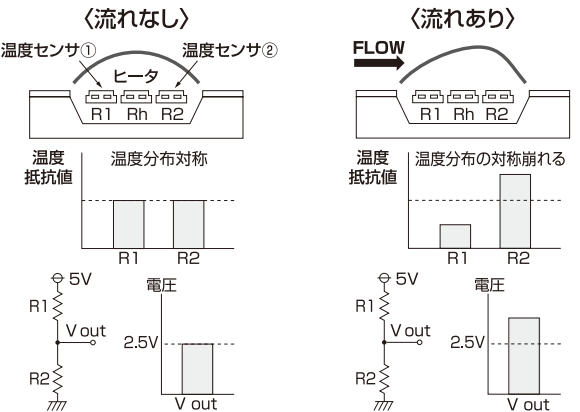 〈流れなし〉
温度センサ① 温度センサ②
ヒータ
R1 Rh R2
温度
抵抗値
温度分布対称
R1 R2
5V
R1
V out
R2
電圧
2.5V
V out
〈流れあり〉
FLOW
R1 Rh R2
温度
抵抗値
温度分布の対称崩れる
R1 R2
5V
R1
V out
R2
電圧
2.5V
V out